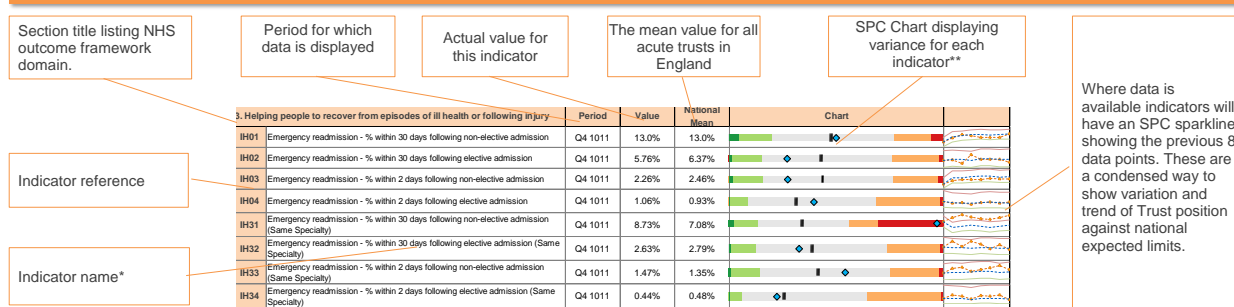 Section title listing NHS
outcome framework
domain.
Period for which
data is displayed
Actual value for
this indicator
The mean value for all
acute trusts in
England
SPC Chart displaying
variance for each
indicator**
Where data is
available indicators will
have an SPC sparkline
showing the previous 8
data points. These are
a condensed way to
show variation and
trend of Trust position
against national
expected limits.
Indicator reference
Indicator name*
3. Helping people to recover from episodes of ill health or following injury Period Value National Mean Chart
IH01 Emergency readmission - % within 30 days following non-elective admission Q4 1011 13.0% 13.0%
IH02 Emergency readmission - % within 30 days following elective admission Q4 1011 5.76% 6.37%
IH03 Emergency readmission - % within 2 days following non-elective admission Q4 1011 2.26% 2.46%
IH04 Emergency readmission - % within 2 days following elective admission Q4 1011 1.06% 0.93%
IH31 Emergency readmission - % within 30 days following non-elective admission
(Same Specialty) Q4 1011 8.73% 7.08%
IH32 Emergency readmission - % within 30 days following elective admission (Same
Specialty) Q4 1011 2.63% 2.79%
IH33 Emergency readmission - % within 2 days following non-elective admission
(Same Specialty) Q4 1011 1.47% 1.35%
IH34 Emergency readmission - % within 2 days following elective admission (Same
Specialty) Q4 1011 0.44% 0.48%